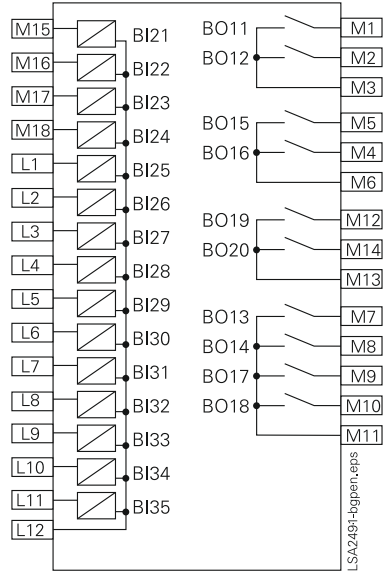 M15 BI21 BO11 M1
M16 BI22 BO12 M2
M17 BI23 M3
M18 BI24 BO15 M5
L1 BI25 BO16 M4
L2 BI26 M6
L3 BI27 BO19 M12
L4 BI28 BO20 M14
L5 BI29 M13
L6 BI30 BO13 M7
L7 BI31 BO14 M8
L8 BI32 BO17 M9
L9 BI33 BO18 M10
L10 BI34 M11
L11 BI35
L12
LSA2491-bgpen.eps